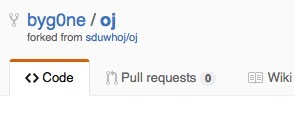 byg0ne / oj
forked from sduwhoj/oj
<> Code Pull requests 0 Wiki